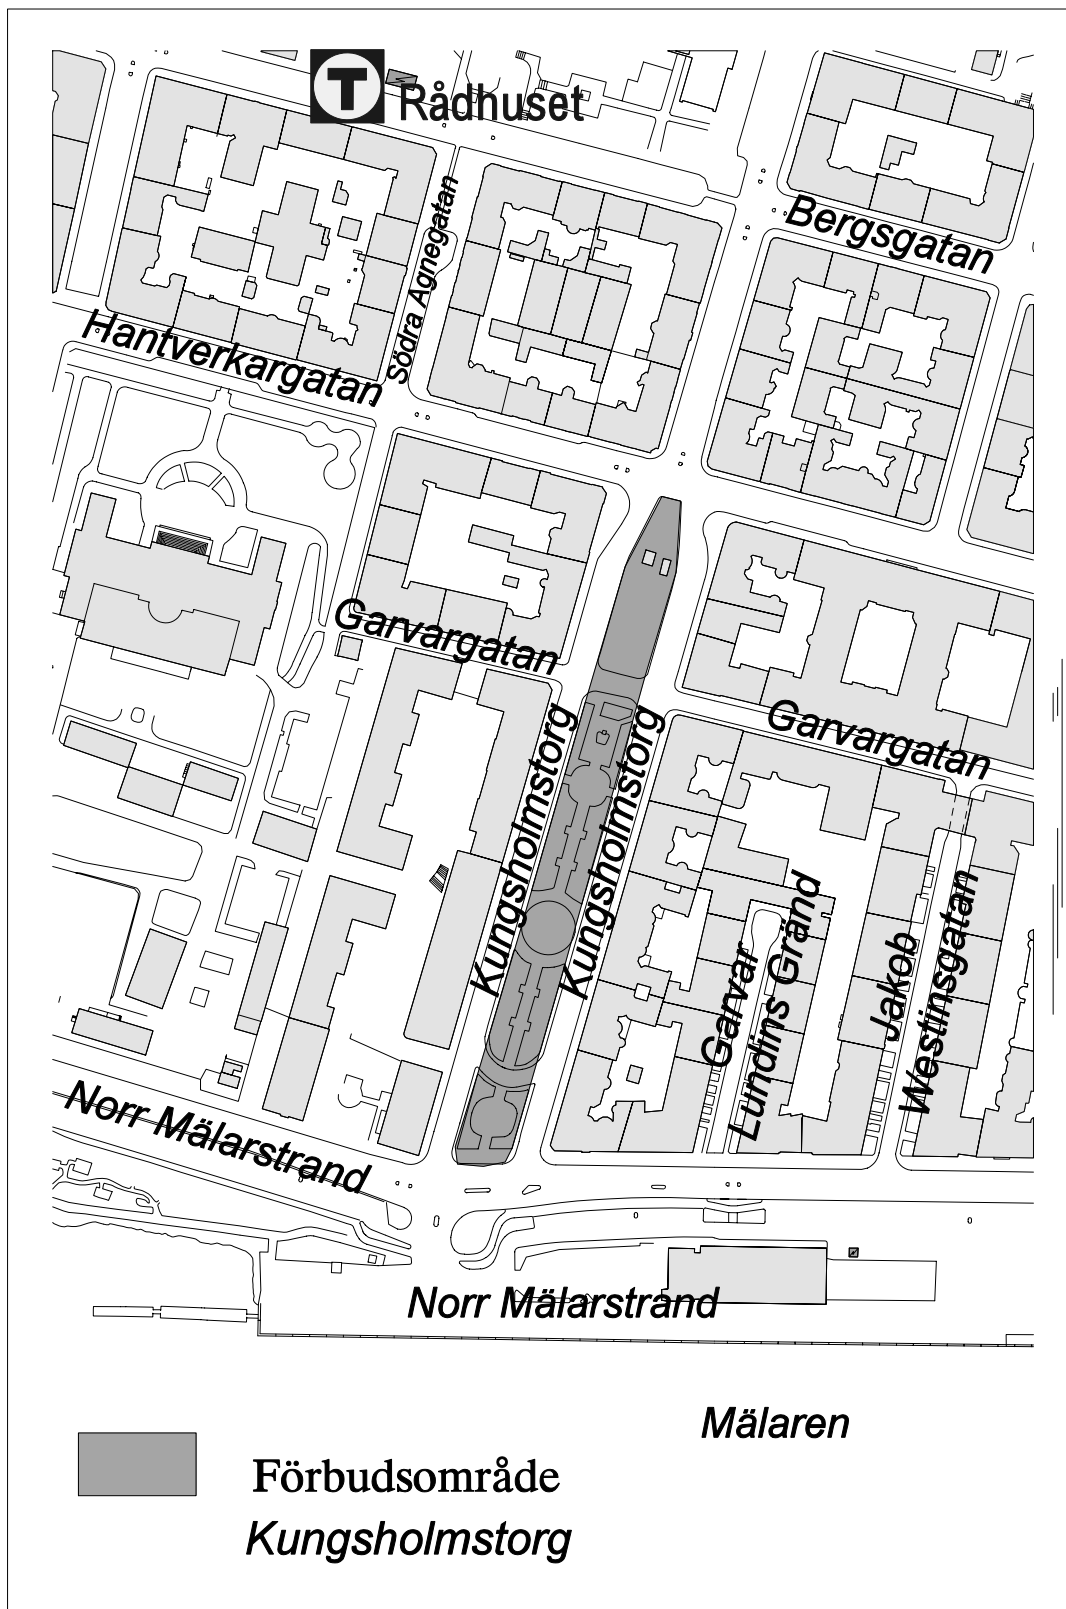 T
Rådhuset
Bergsgatan
Södra Agnegatan
Hantverkargatan
Garvargatan
Kungsholmstorg
Kungsholmstorg
Garvargatan
Garvar
Lundins Gränd
Jakob
Westinsgatan
Norr Mälarstrand
Norr Mälarstrand
Mälaren
Förbudsområde
Kungsholmstorg